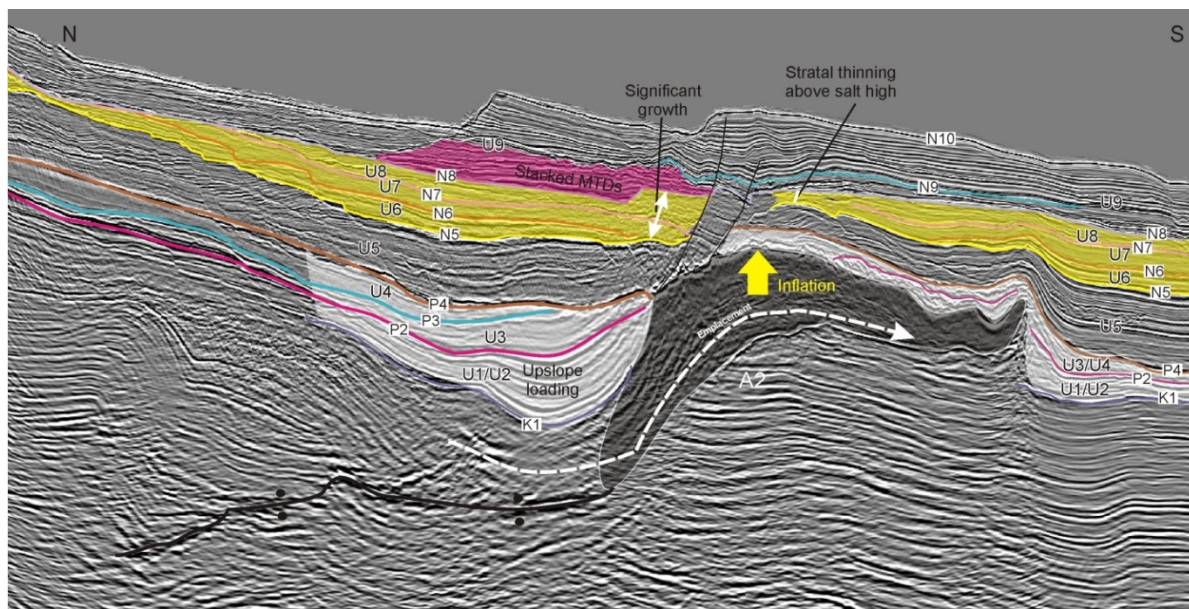 N
S
Significant
growth
Stratal thinning
above salt high
U9
N10
U8
N8
Stacked MTDs
N9
U7
N7
U9
U6
N6
N8
U8
N7
N5
U7
N6
U5
U6
N5
Inflation
U4
P4
Emplacement
U5
P3
P2
U3
U3/U4
P4
U1/U2
Upslope
loading
A2
P2
U1/U2
K1
K1